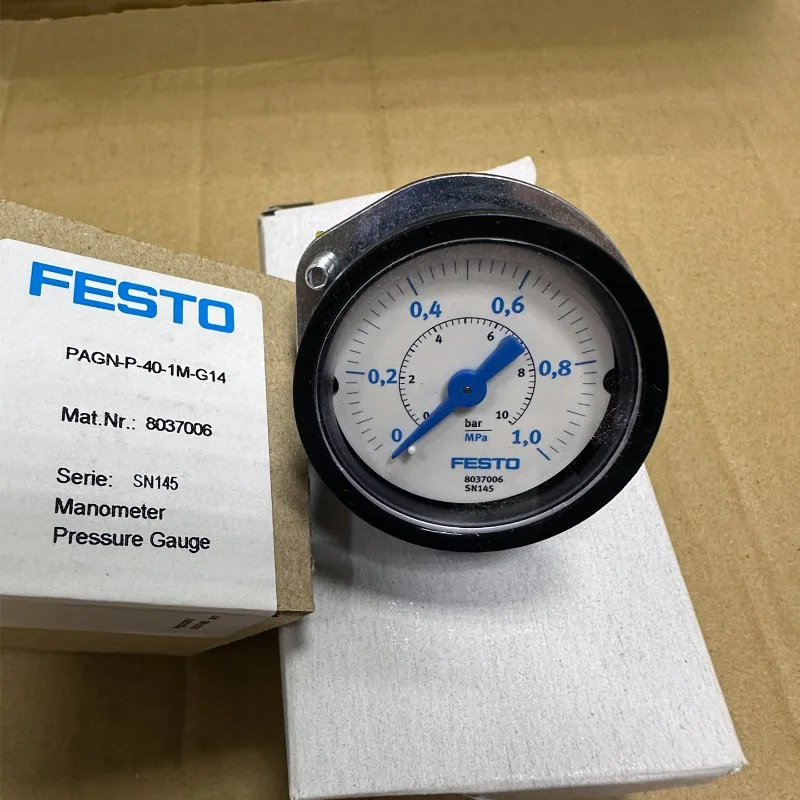 FESTO
PAGN-P-40-1M-G14
Mat.Nr.: 8037006
Serie: SN145
Manometer
Pressure Gauge
0,4
0,6
0,2
0,8
0
1,0
4
6
2
8
0
10
bar
MPa
FESTO
8037006
SN145